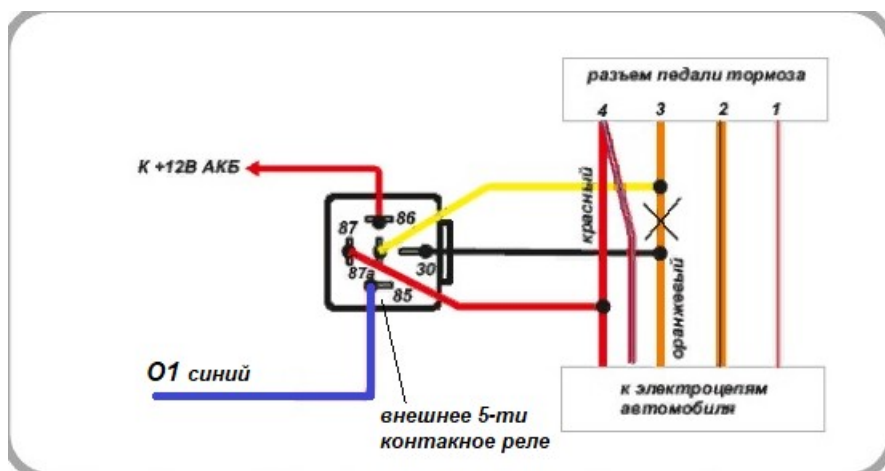 разъем педали тормоза
4 3 2 1
К +12В АКБ
86
87
87а
30
85
красный
оранжевый
О1 синий
внешнее 5-ти
контакное реле
к электроцепям
автомобиля